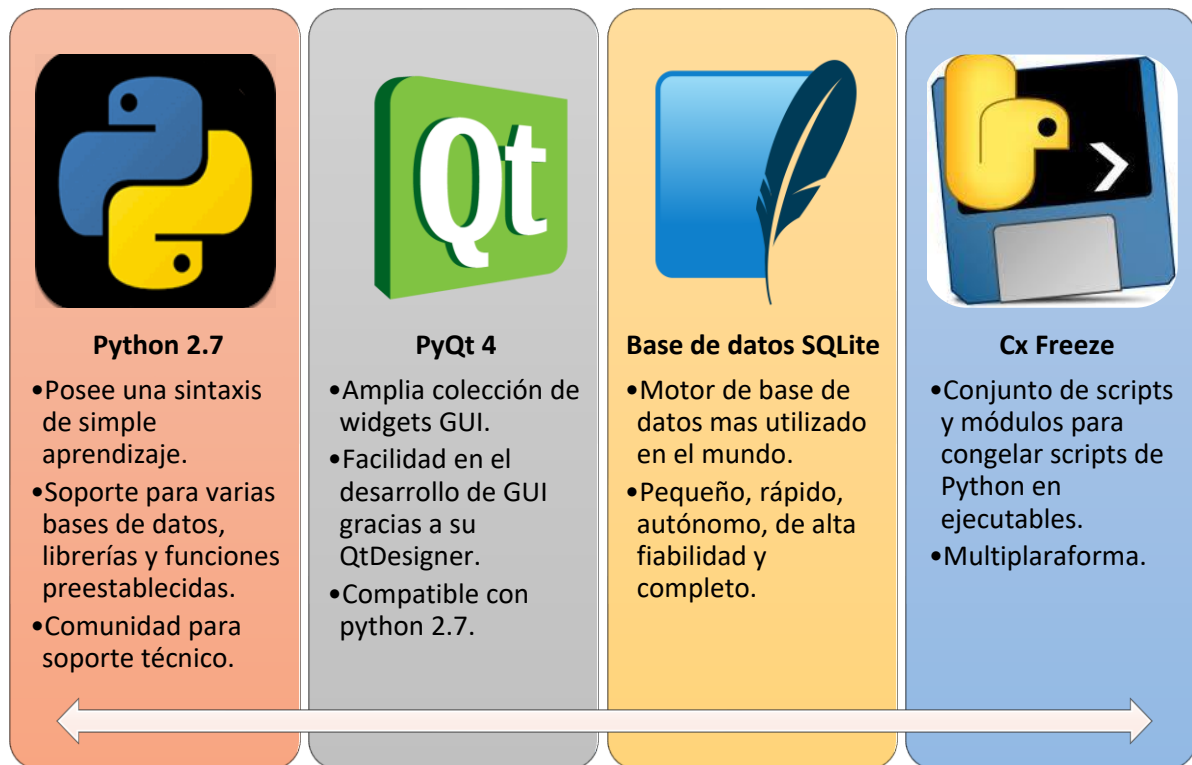 Qt
Python 2.7
•Posee una sintaxis
de simple
aprendizaje.
•Soporte para varias
bases de datos,
librerías y funciones
preestablecidas.
•Comunidad para
soporte técnico.
PyQt 4
•Amplia colección de
widgets GUI.
•Facilidad en el
desarrollo de GUI
gracias a su
QtDesigner.
•Compatible con
python 2.7.
Base de datos SQLite
•Motor de base de
datos mas utilizado
en el mundo.
•Pequeño, rápido,
autónomo, de alta
fiabilidad y
completo.
Cx Freeze
•Conjunto de scripts
y módulos para
congelar scripts de
Python en
ejecutables.
•Multiplaraforma.